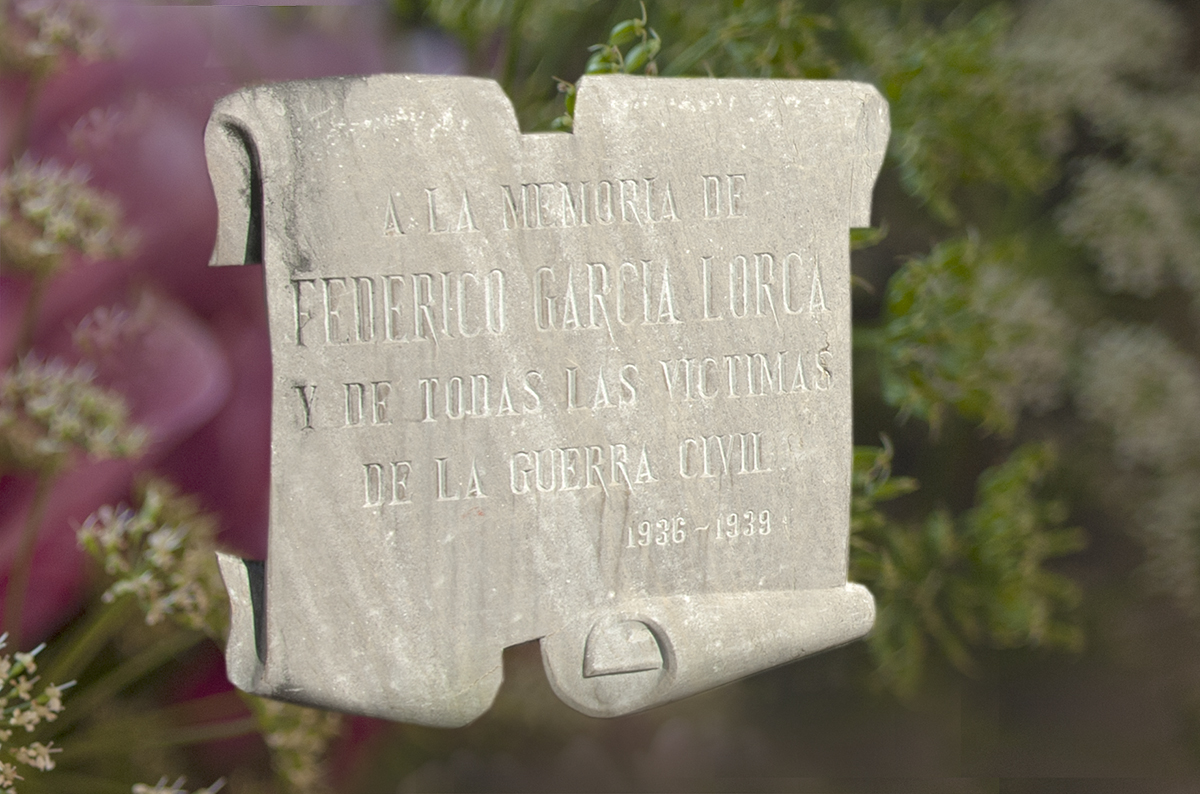 A LA MEMORIA DE
FEDERICO GARCIA LORCA
Y DE TODAS LAS VICTIMAS
DE LA GUERRA CIVIL
1936 ~ 1939